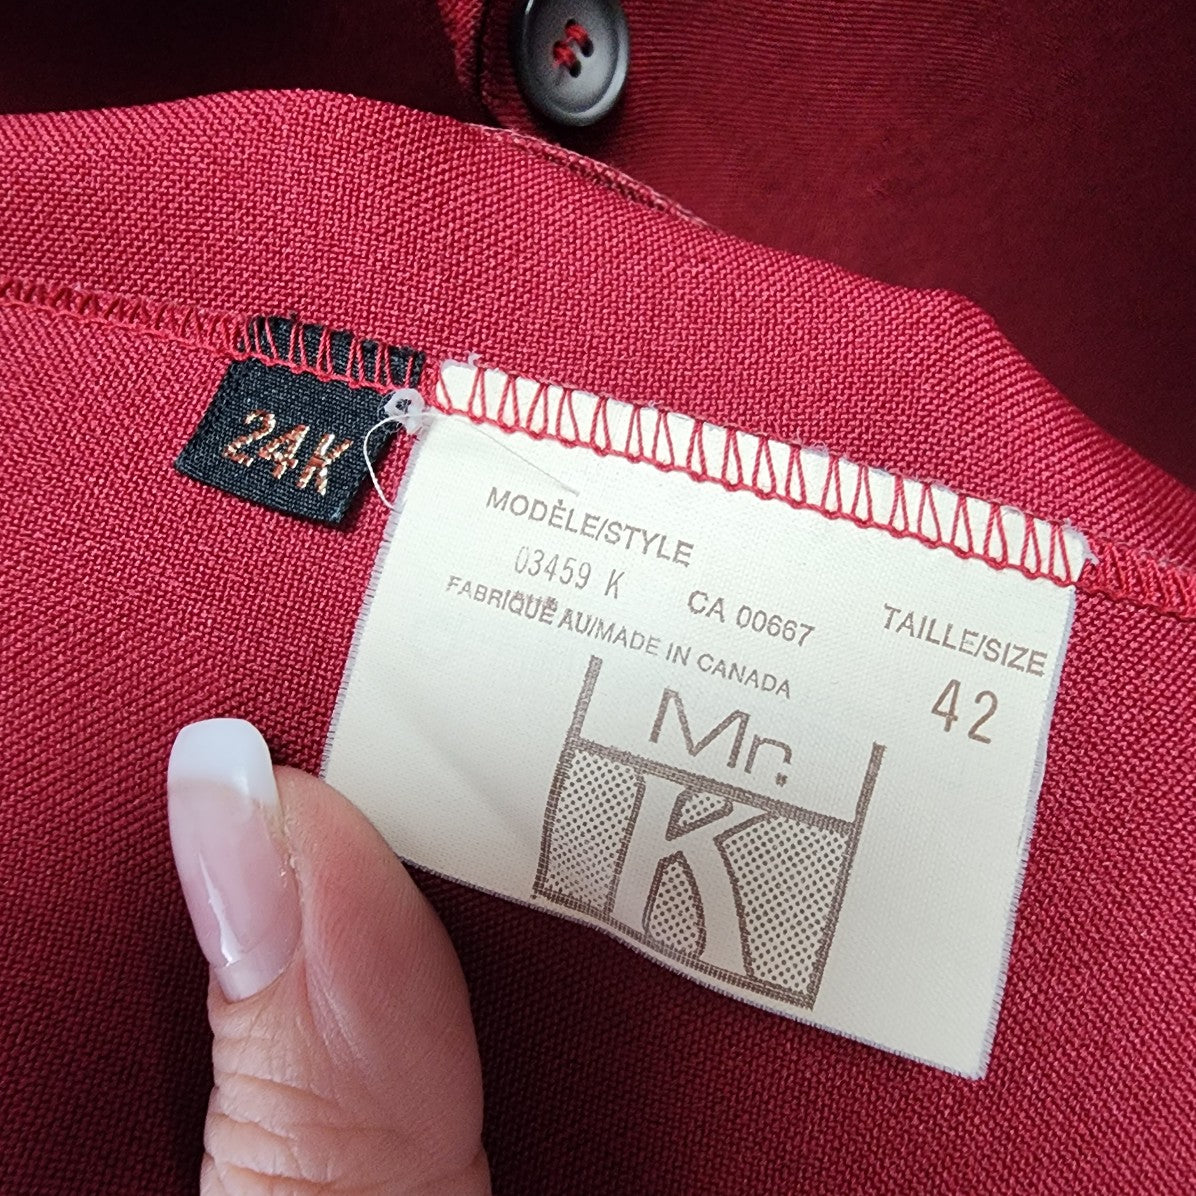 24K
MODÈLE/STYLE
03459 K
CA 00667
TAILLE/SIZE
42
FABRIQUÉ AU/MADE IN CANADA
Mr.
K